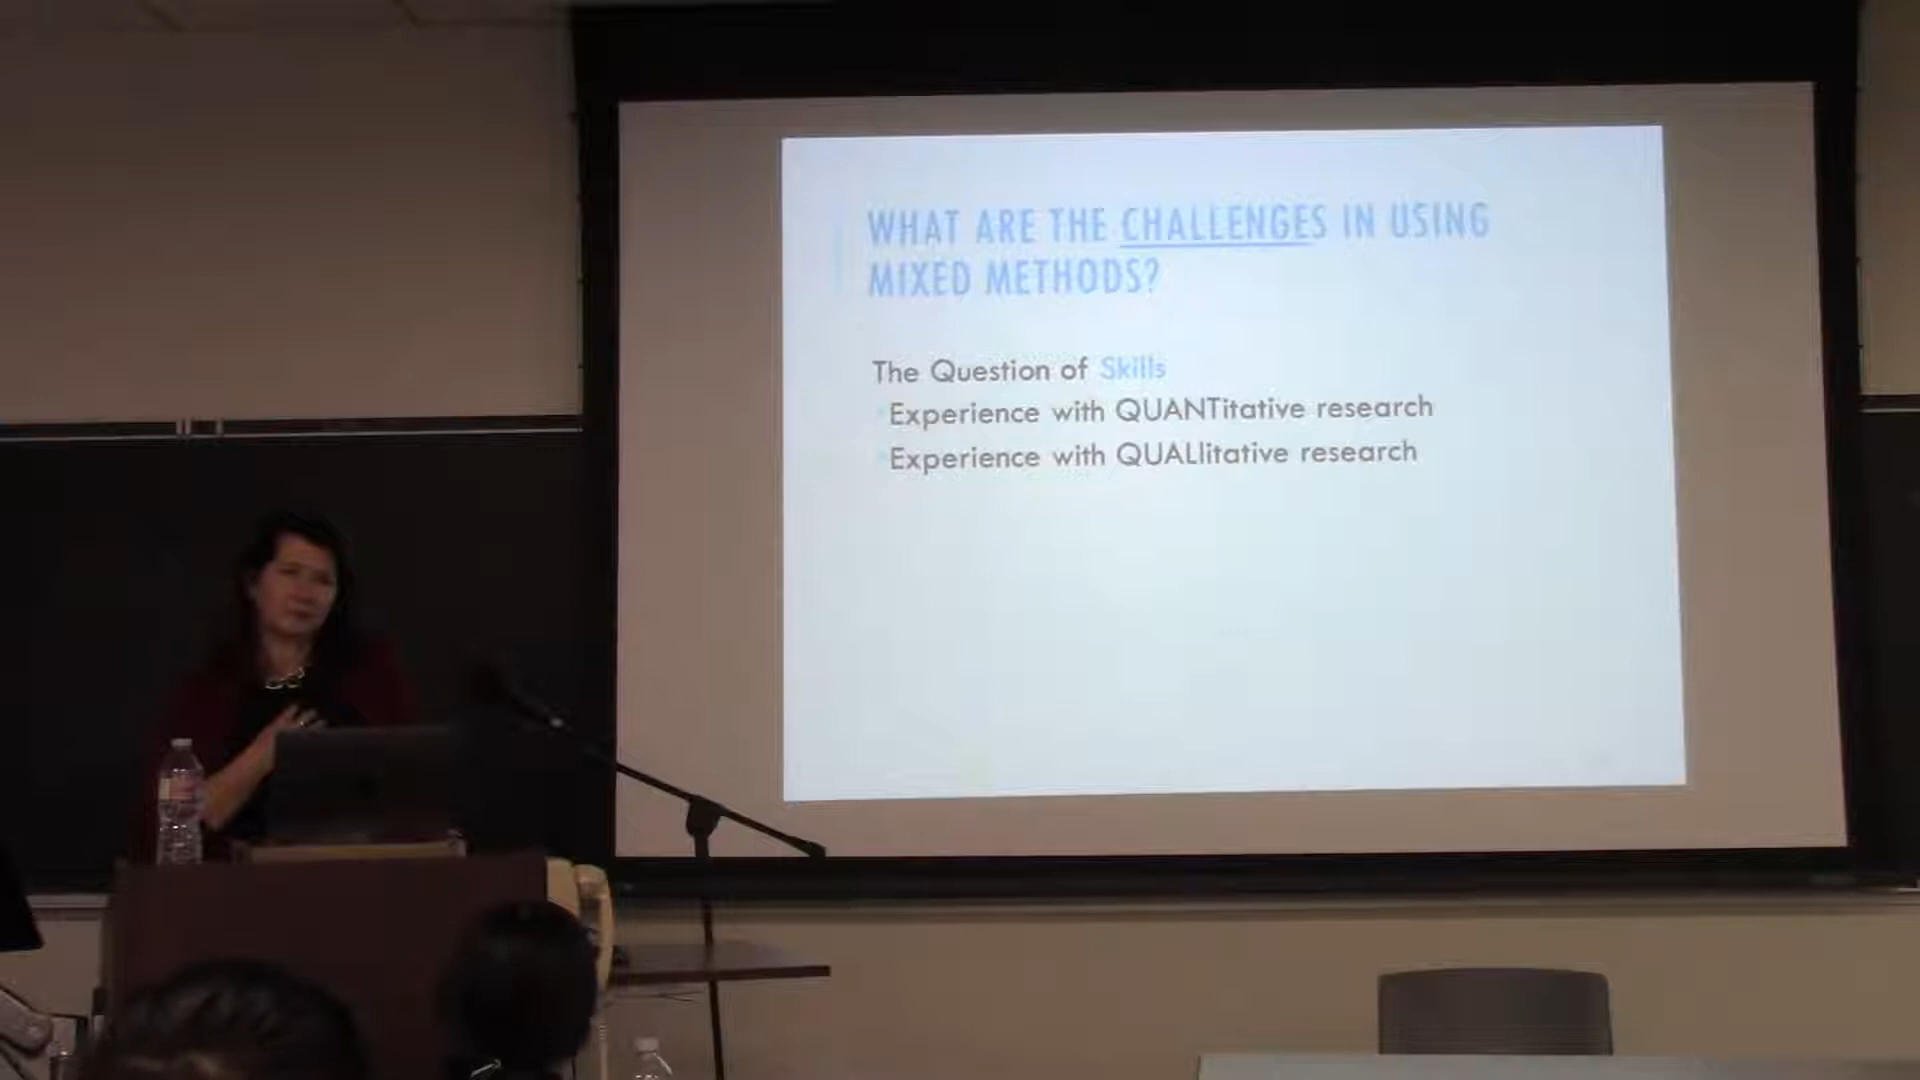 WHAT ARE THE CHALLENGES IN USING
MIXED METHODS?
The Question of Skills
Experience with QUANTitative research
Experience with QUALlitative research